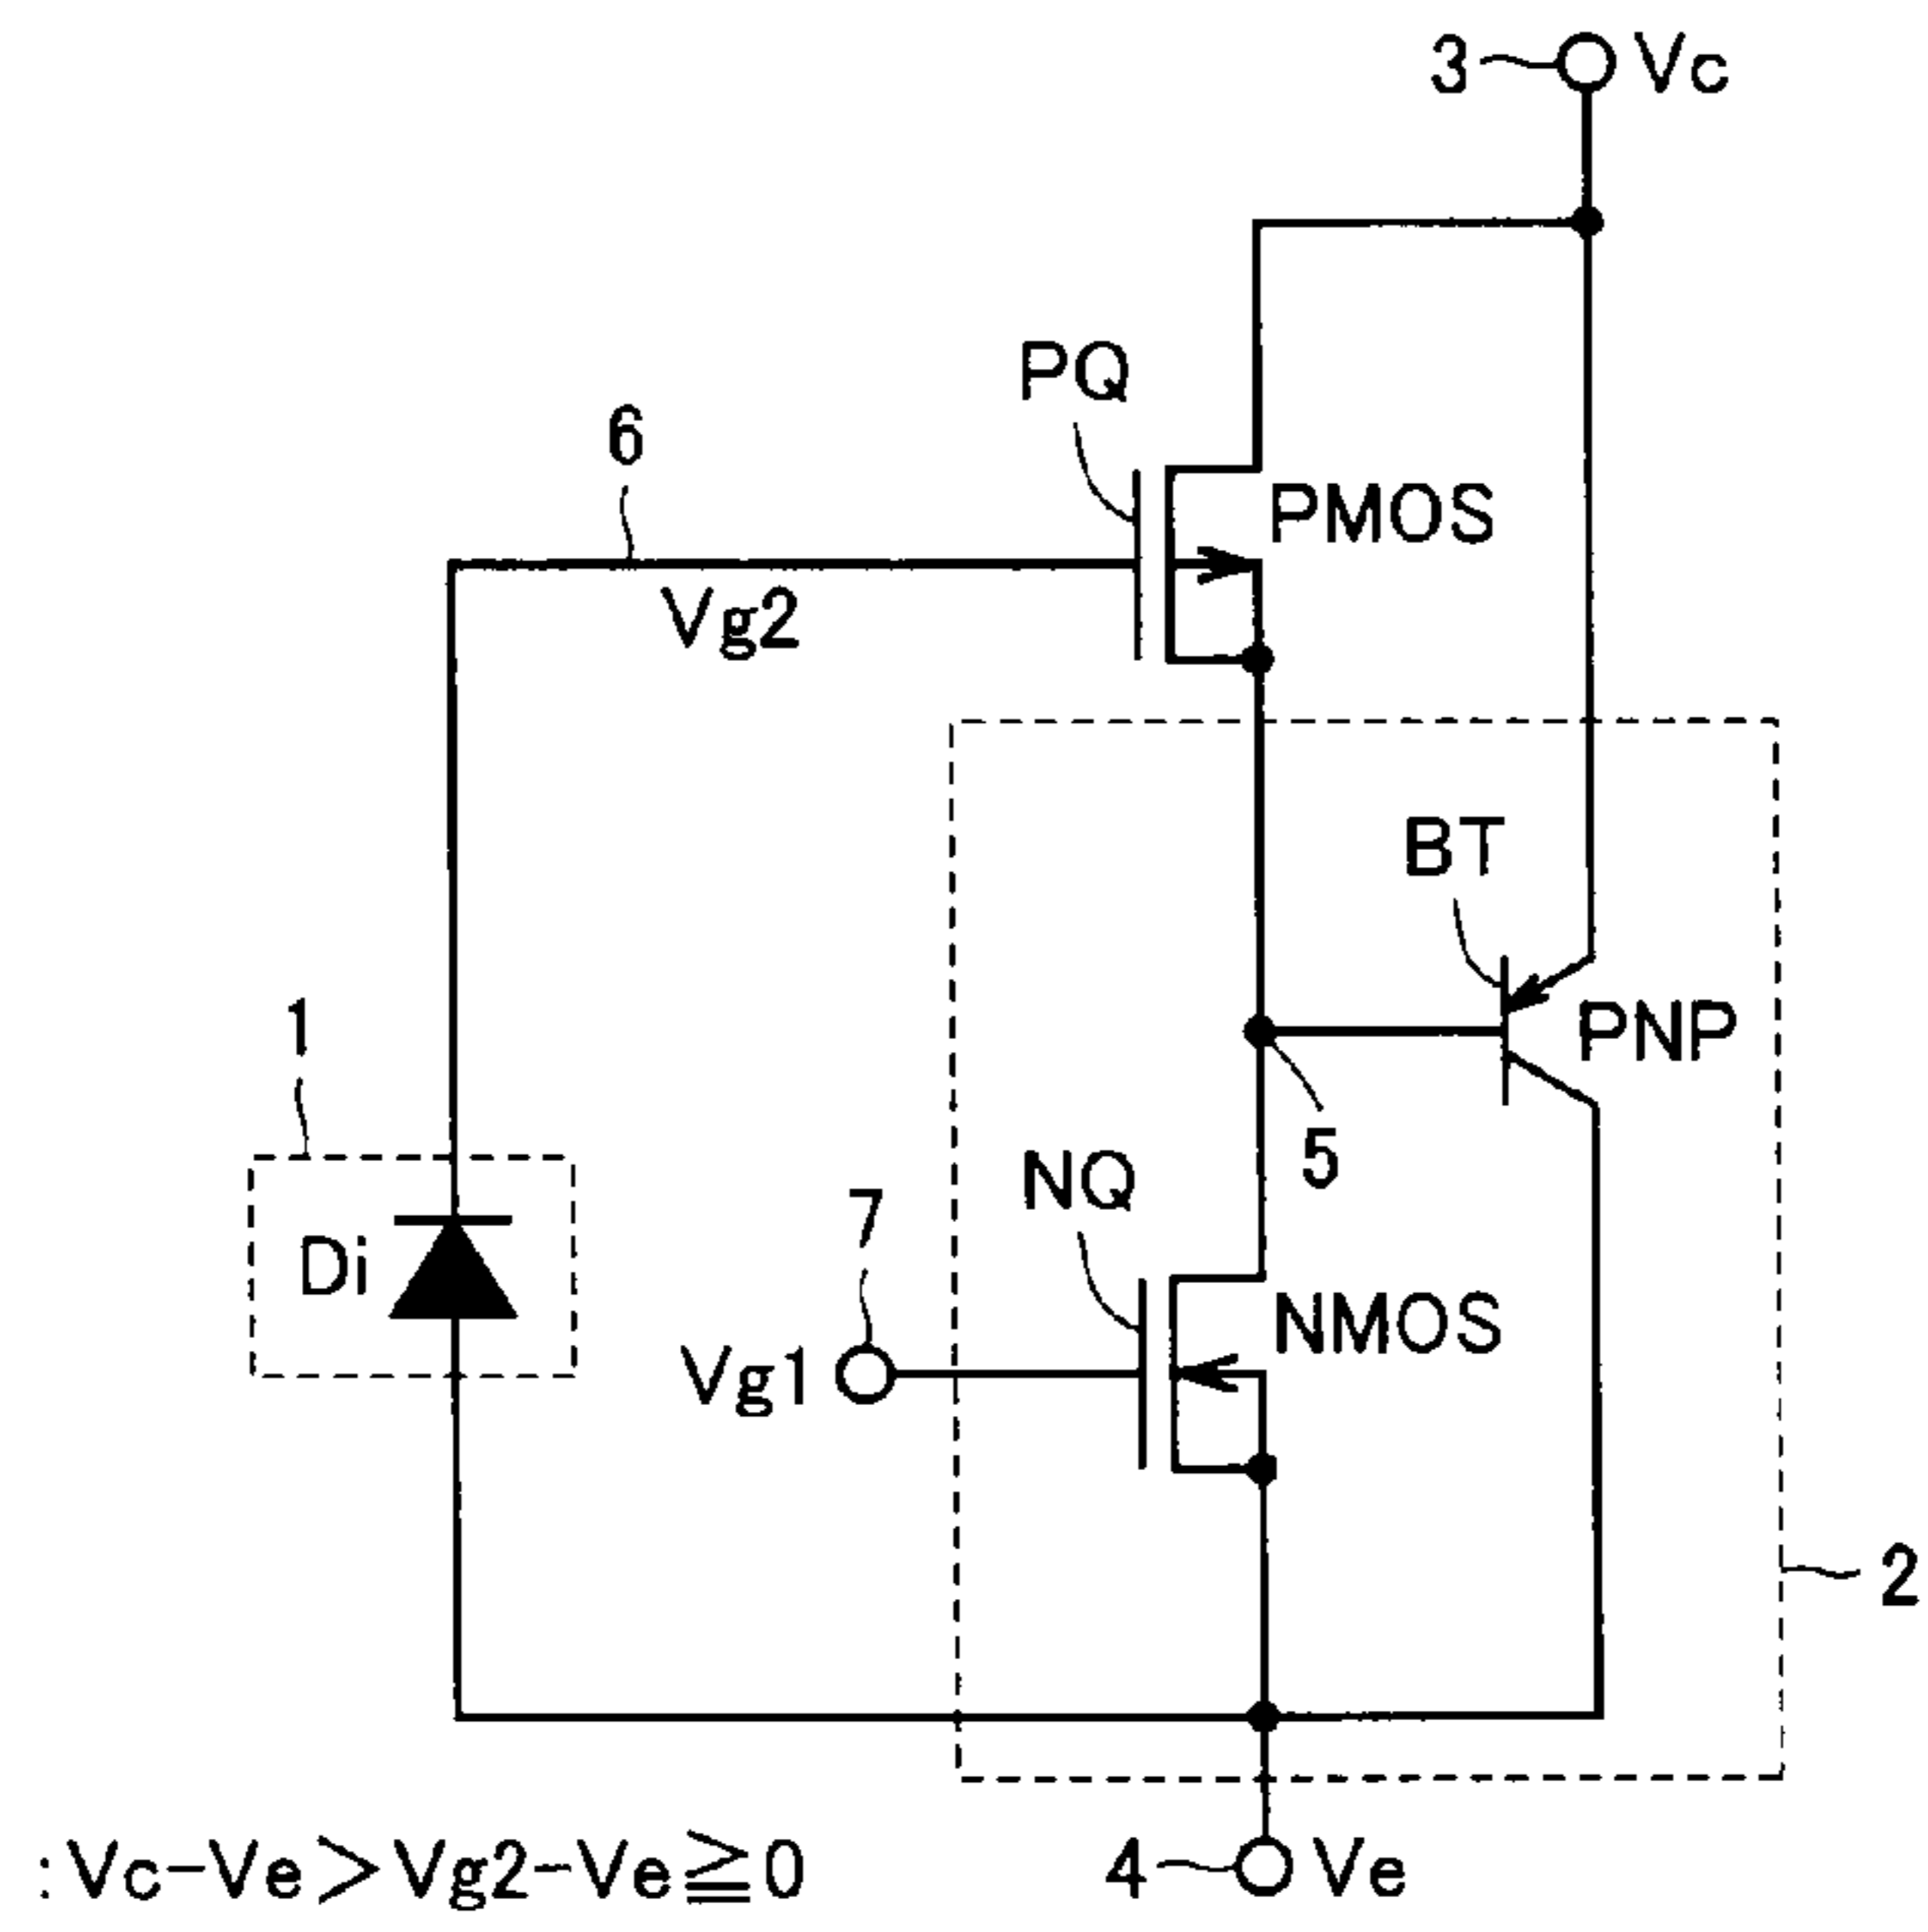 3 Vc
PQ
6
PMOS
Vg2
BT
1
PNP
5
NQ
7
Di
NMOS
Vg1
2
:Vc-Ve>Vg2-Ve≧0
4 Ve